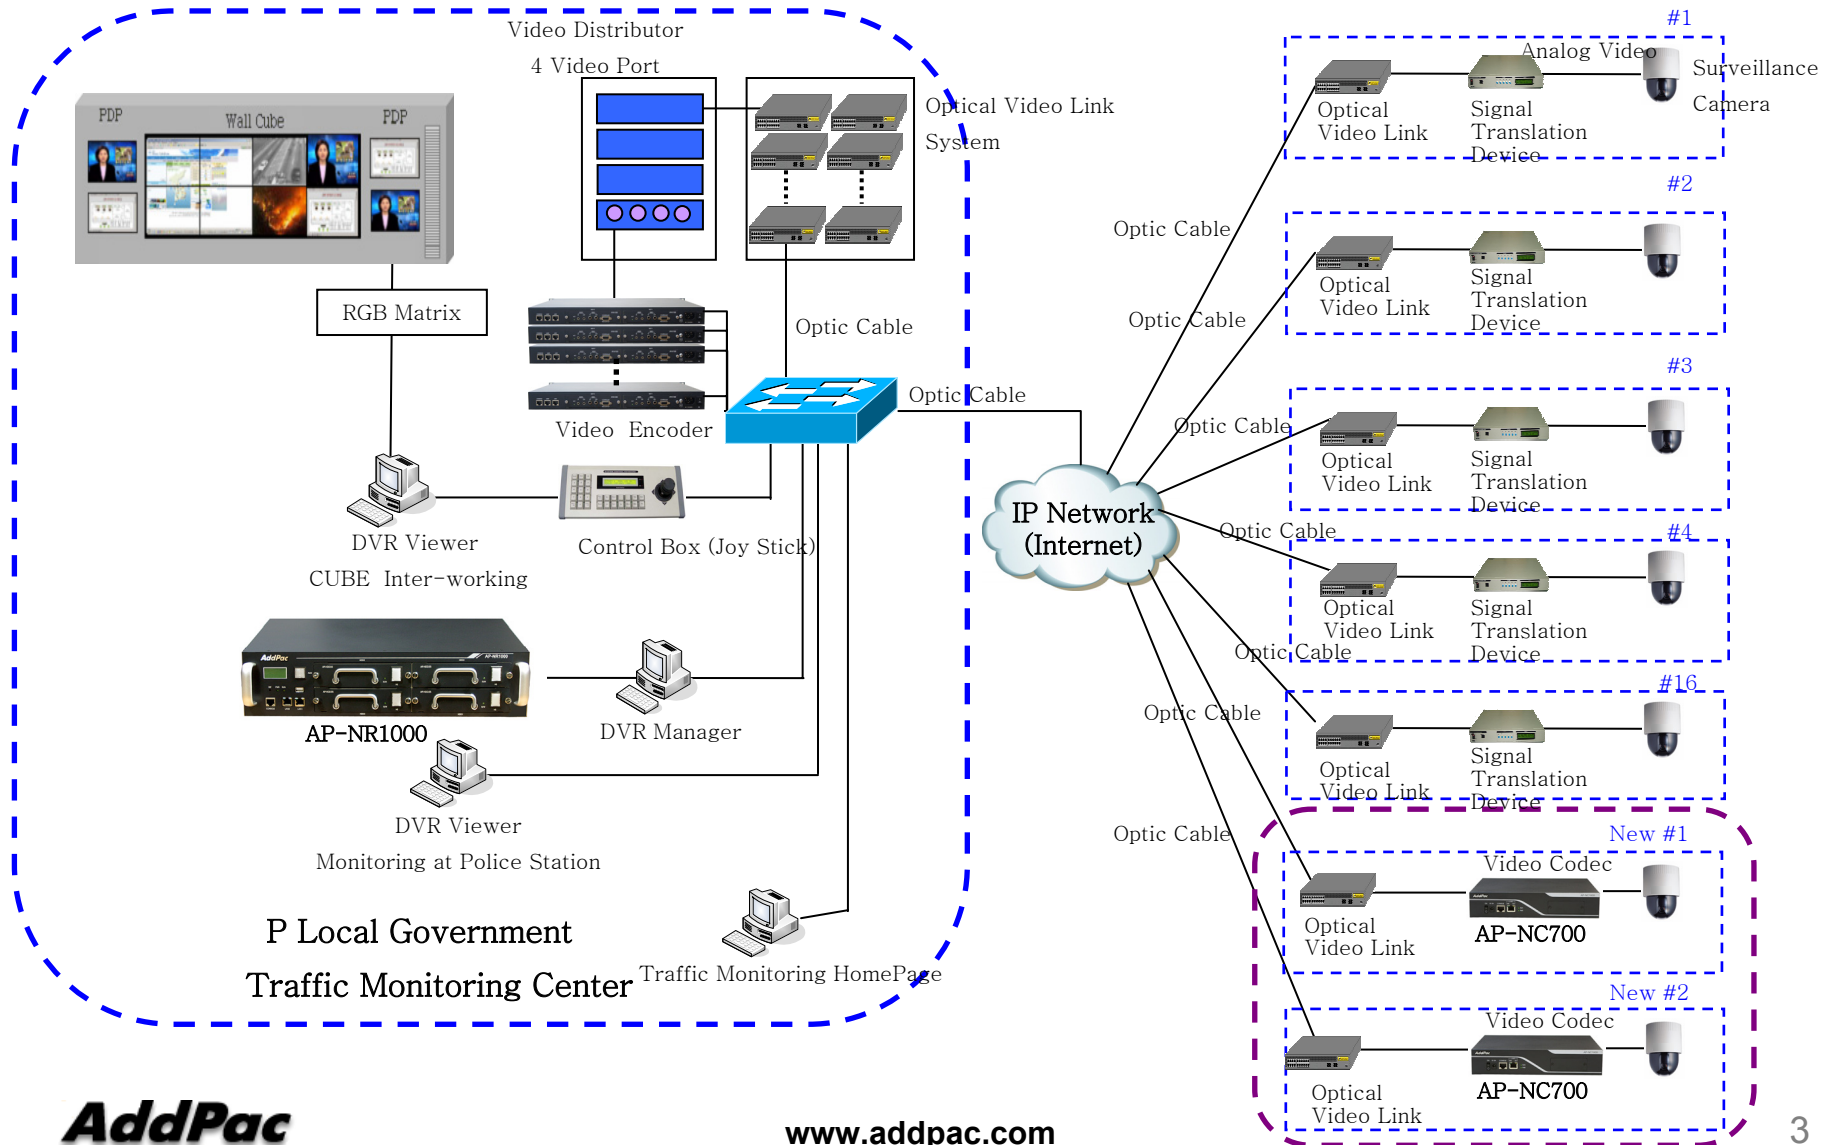 Video Distributor
4 Video Port
PDP
Wall Cube
PDP
Optical Video Link
System
RGB Matrix
Optic Cable
Video Encoder
Optic Cable
DVR Viewer
CUBE Inter-working
Control Box (Joy Stick)
AddPac
AP-NR1000
AP-NR1000
DVR Manager
DVR Viewer
Monitoring at Police Station
P Local Government
Traffic Monitoring Center
Traffic Monitoring HomePage
IP Network
(Internet)
Optic Cable
Optic Cable
Optic Cable
Optic Cable
Optic Cable
Optic Cable
Optic Cable
#1
Analog Video
Surveillance
Camera
Optical
Video Link
Signal
Translation
Device
#2
Optical
Video Link
Signal
Translation
Device
#3
Optical
Video Link
Signal
Translation
Device
#4
Optical
Video Link
Signal
Translation
Device
#16
Optical
Video Link
Signal
Translation
Device
New #1
Video Codec
Optical
Video Link
AP-NC700
New #2
Video Codec
Optical
Video Link
AP-NC700
AddPac
www.addpac.com
3